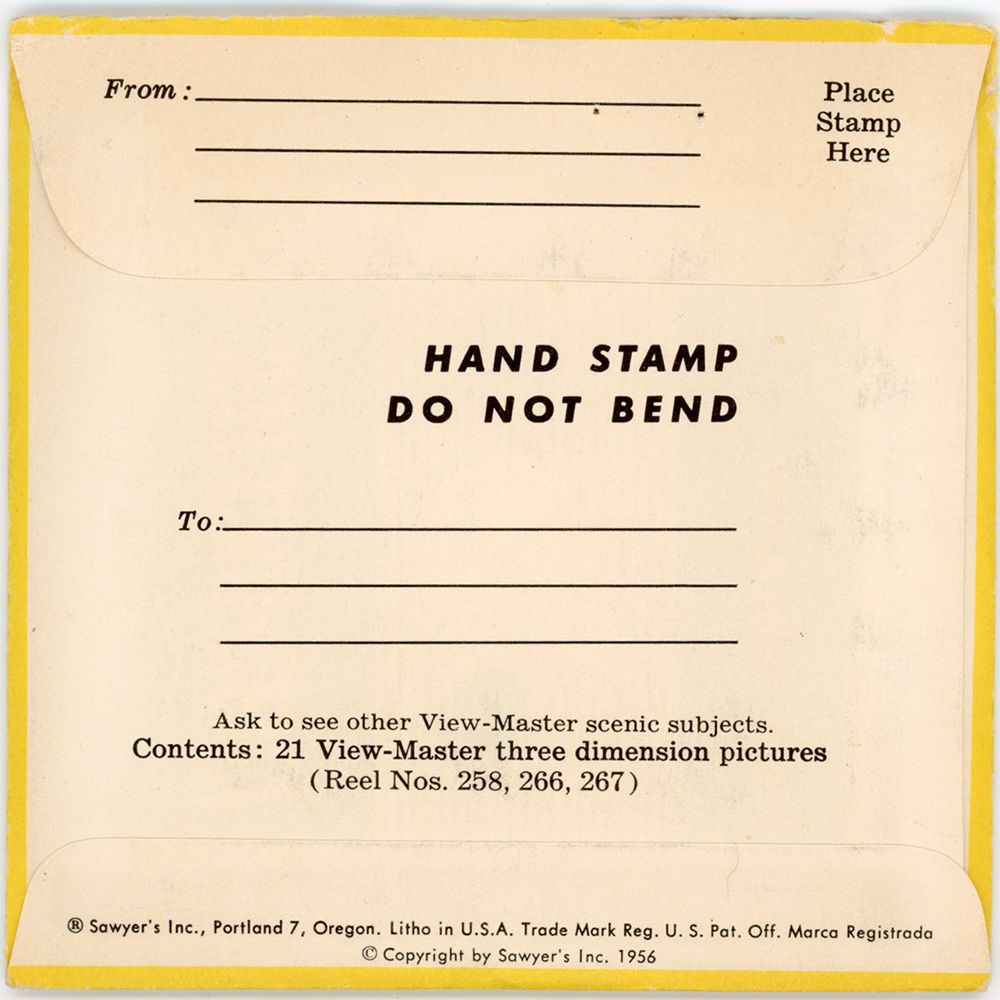 From:
Place
Stamp
Here
HAND STAMP
DO NOT BEND
To:
Ask to see other View-Master scenic subjects.
Contents: 21 View-Master three dimension pictures
(Reel Nos. 258, 266, 267)
® Sawyer's Inc., Portland 7, Oregon. Litho in U.S.A. Trade Mark Reg. U. S. Pat. Off. Marca Registrada
© Copyright by Sawyer's Inc. 1956